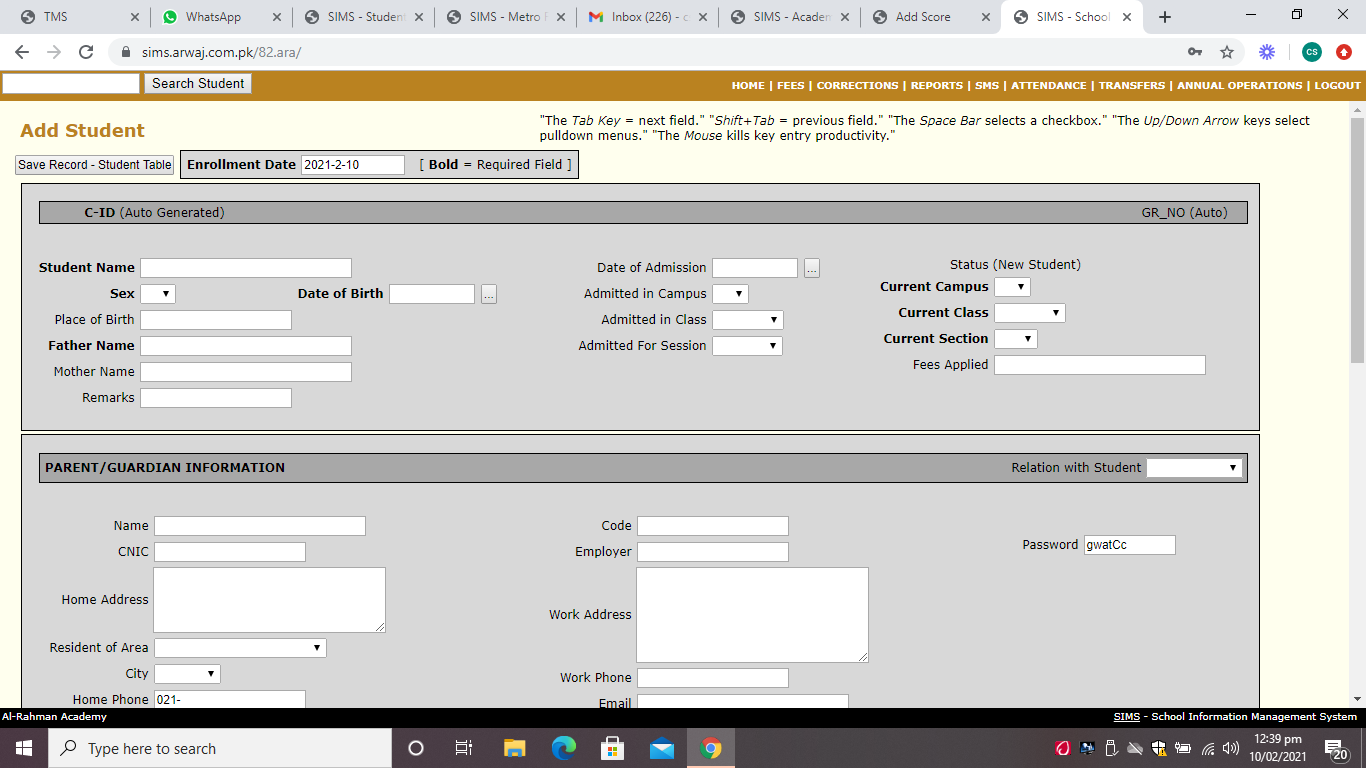 TMS
WhatsApp
SIMS - Student
SIMS - Metro
Inbox (226) - c
SIMS - Academ
Add Score
SIMS - School
sims.arwaj.com.pk/82.ara/
CS
Search Student
HOME | FEES | CORRECTIONS | REPORTS | SMS | ATTENDANCE | TRANSFERS | ANNUAL OPERATIONS | LOGOUT
Add Student
"The Tab Key = next field." "Shift+Tab = previous field." "The Space Bar selects a checkbox." "The Up/Down Arrow keys select
pulldown menus." "The Mouse kills key entry productivity."
Save Record - Student Table
Enrollment Date 2021-2-10 [ Bold = Required Field ]
C-ID (Auto Generated)
GR_NO (Auto)
Student Name
Date of Admission ...
Status (New Student)
Sex
Date of Birth ...
Admitted in Campus
Current Campus
Place of Birth
Admitted in Class
Current Class
Father Name
Admitted For Session
Current Section
Mother Name
Fees Applied
Remarks
PARENT/GUARDIAN INFORMATION
Relation with Student
Name
Code
CNIC
Employer
Password gwatCc
Home Address
Work Address
Resident of Area
City
Work Phone
Home Phone 021-
Email
Al-Rahman Academy
SIMS - School Information Management System
Type here to search
12:39 pm
10/02/2021
20